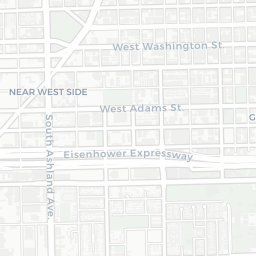 West Washington St.
NEAR WEST SIDE
West Adams St.
G
Eisenhower Expressway
South Ashland Ave.